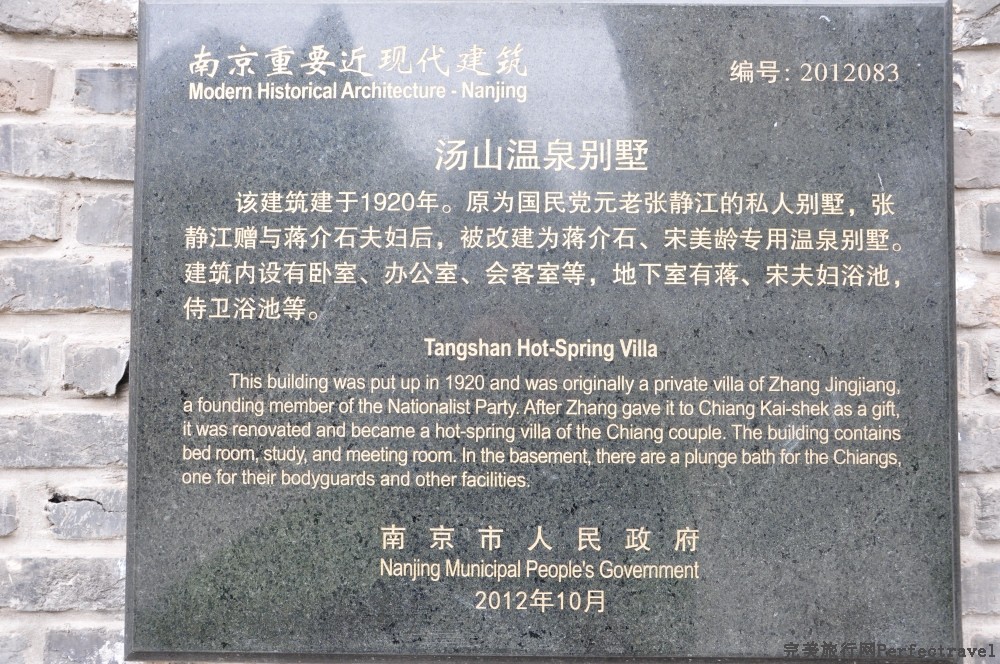 南京重要近现代建筑
Modern Historical Architecture - Nanjing
编号: 2012083
汤山温泉别墅
该建筑建于1920年。原为国民党元老张静江的私人别墅，张
静江赠与蒋介石夫妇后，被改建为蒋介石、宋美龄专用温泉别墅。
建筑内设有卧室、办公室、会客室等，地下室有蒋、宋夫妇浴池，
侍卫浴池等。
Tangshan Hot-Spring Villa
This building was put up in 1920 and was originally a private villa of Zhang Jingjiang,
a founding member of the Nationalist Party. After Zhang gave it to Chiang Kai-shek as a gift,
it was renovated and became a hot-spring villa of the Chiang couple. The building contains
bed room, study, and meeting room. In the basement, there are a plunge bath for the Chiangs,
one for their bodyguards and other facilities.
南京市人民政府
Nanjing Municipal People's Government
2012年10月
完美旅行网Perfectravel